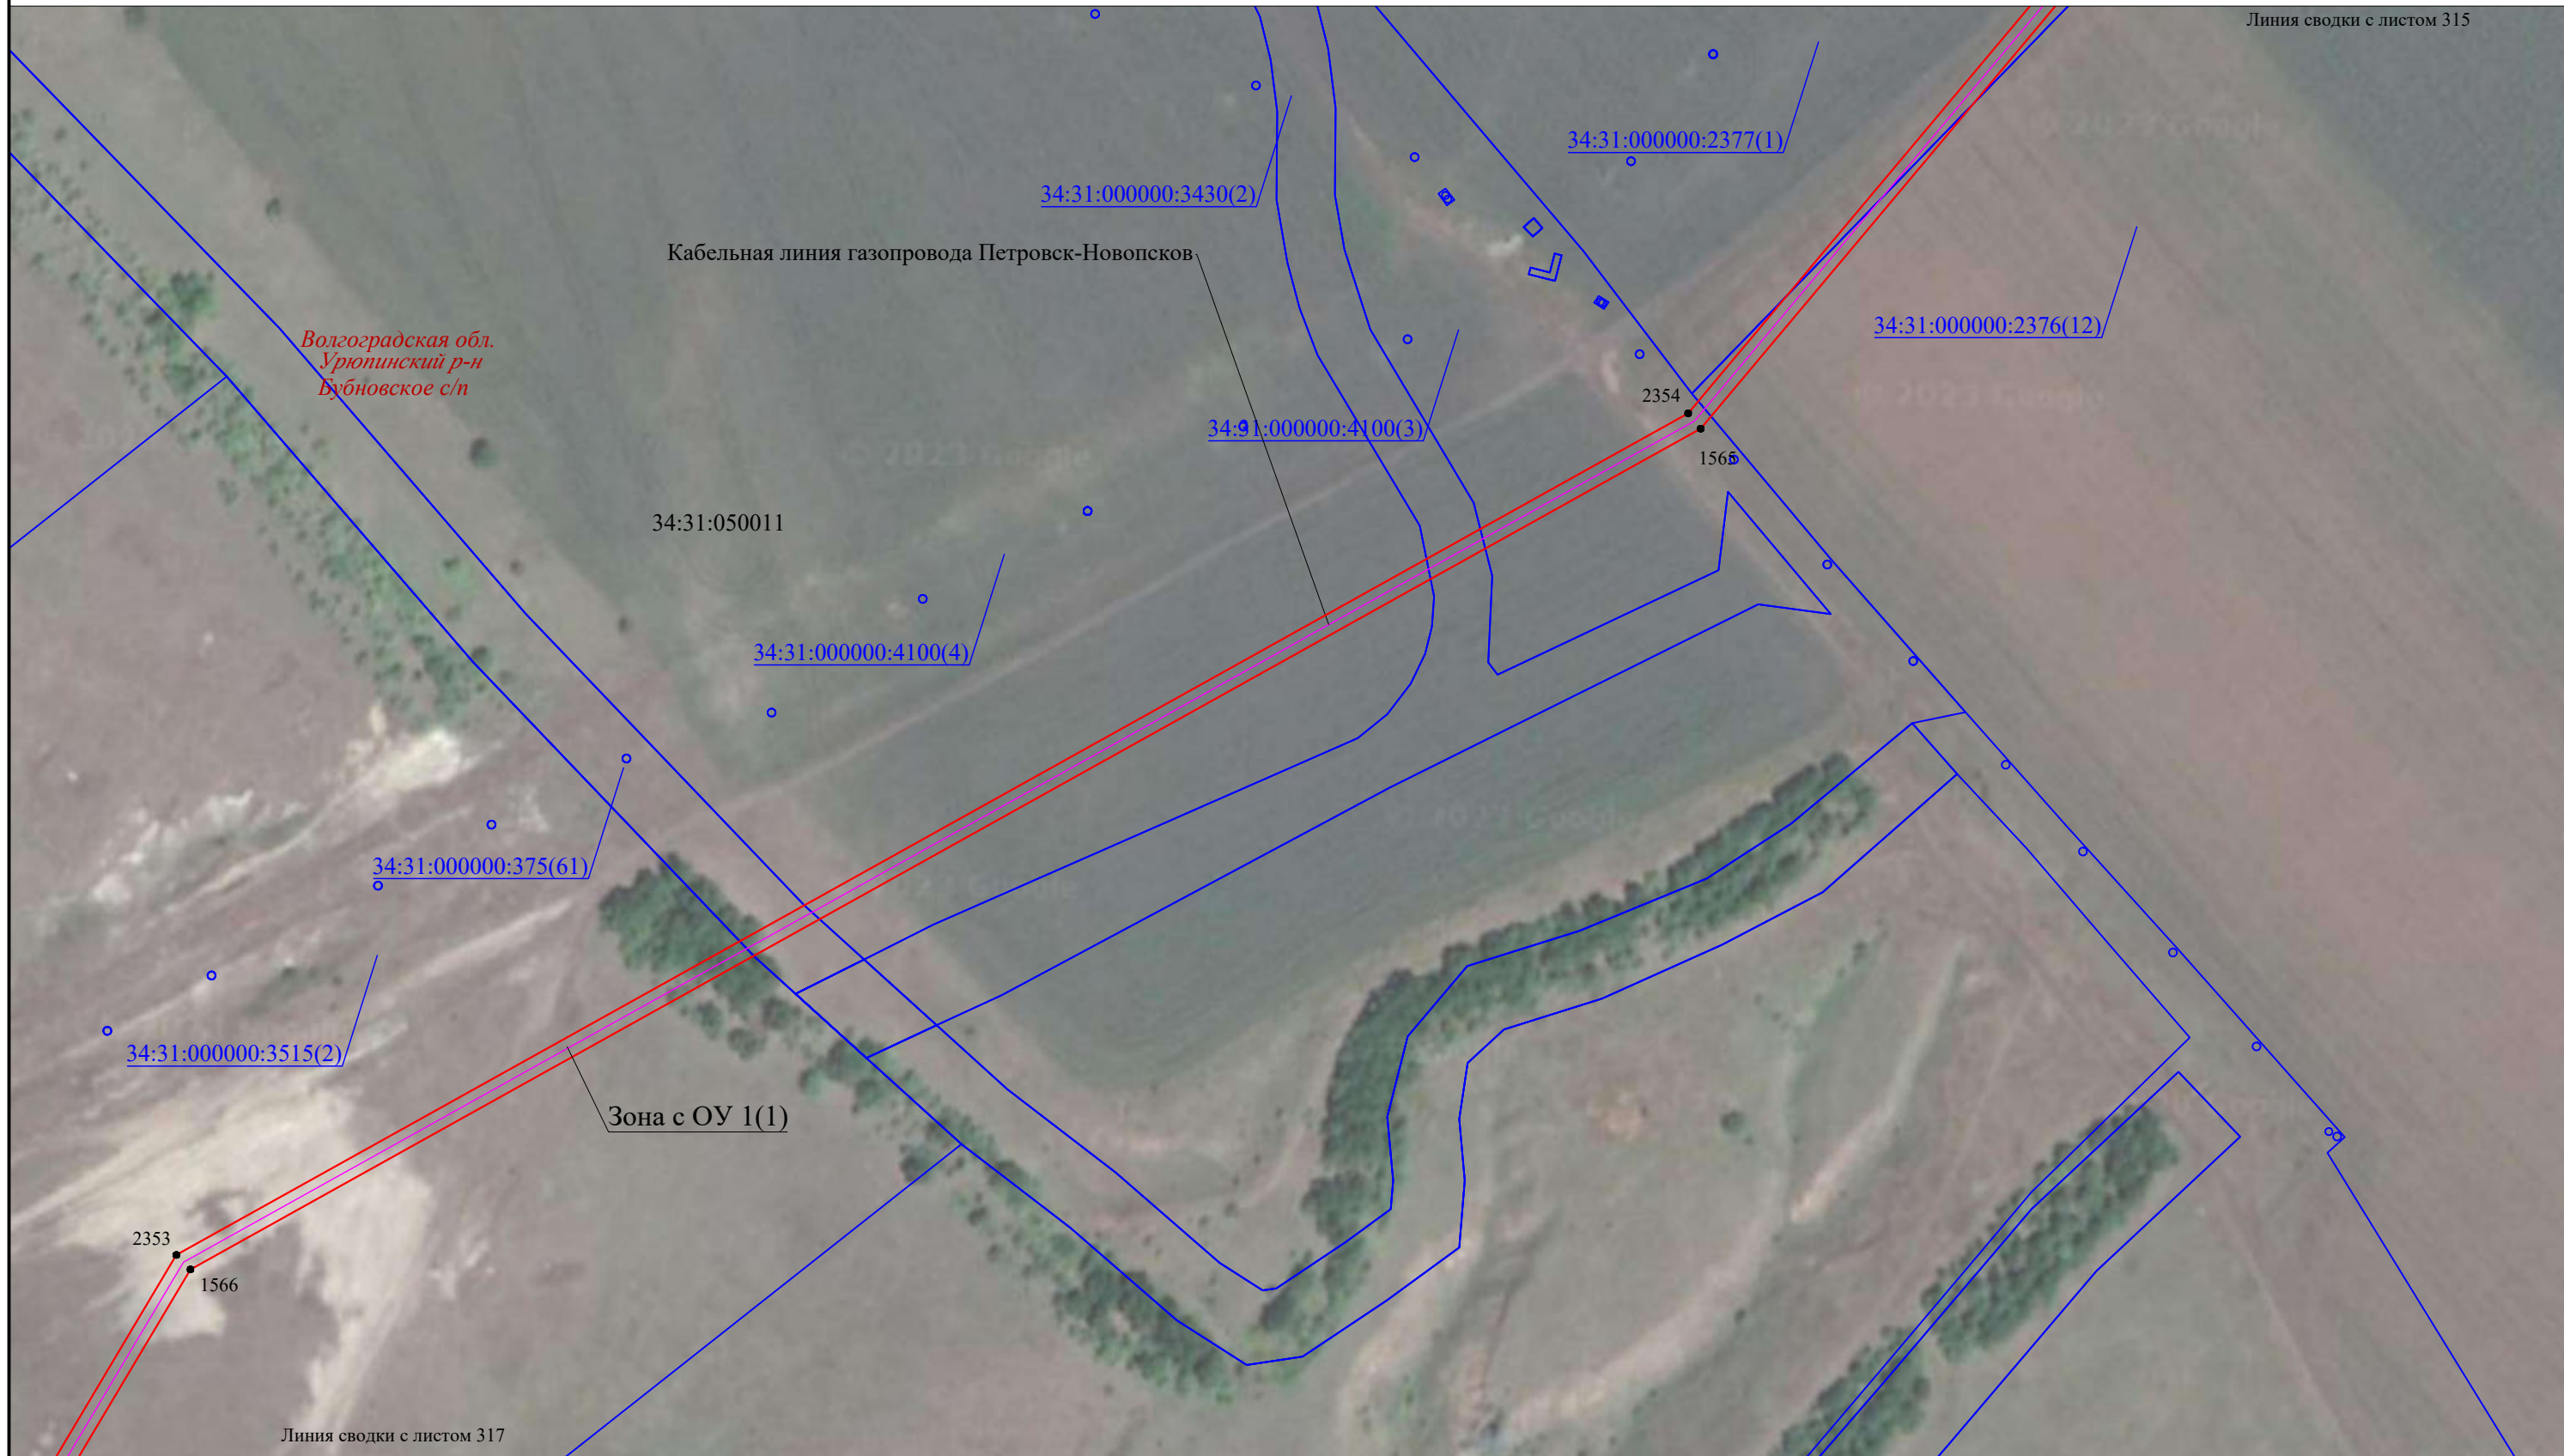 Линия сводки с листом 315
34:31:000000:2377(1)
34:31:000000:3430(2)
Кабельная линия газопровода Петровск-Новопсков
34:31:000000:2376(12)
Волгоградская обл.
Урюпинский р-н
Бубновское с/п
2354
34:31:000000:4100(3)
1565
34:31:050011
34:31:000000:4100(4)
34:31:000000:375(61)
34:31:000000:3515(2)
Зона с ОУ 1(1)
2353
1566
Линия сводки с листом 317